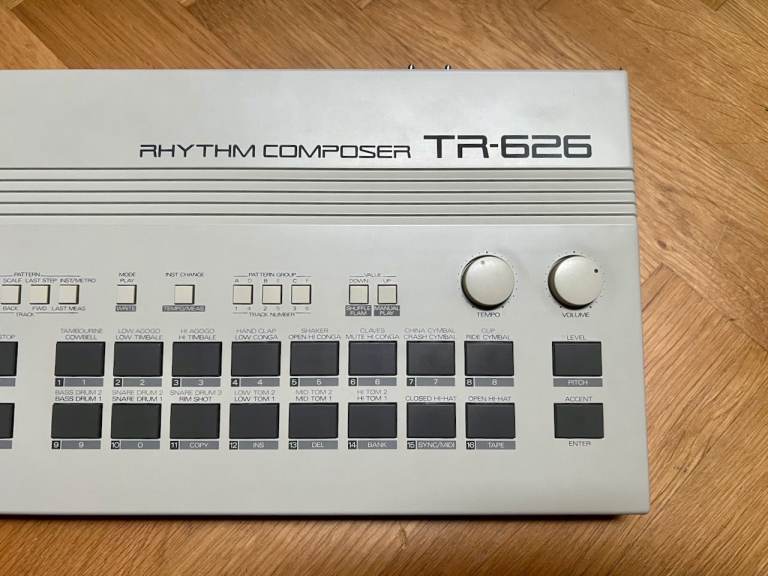 RHYTHM COMPOSER TR-626
PATTERN
SCALE LAST STEP INST/METRO
BACK FWD LAST MEAS
TRACK
MODE
PLAY
WRITE
INST CHANGE
TEMPO/MEAS
PATTERN GROUP
A D B E C F
1 4 2 5 3 6
TRACK NUMBER
VALUE
DOWN UP
SHUFFLE MANUAL
FLAM PLAY
TEMPO
VOLUME
STOP
TAMBOURINE LOW AGOGO HI AGOGO HAND CLAP SHAKER CLAVES CHINA CYMBAL CUP
COWBELL LOW TIMBALE HI TIMBALE LOW CONGA OPEN HI CONGA MUTE HI CONGA CRASH CYMBAL RIDE CYMBAL
LEVEL
1 1 2 2 3 3 4 4 5 5 6 6 7 7 8 8
PITCH
BASS DRUM 2 SNARE DRUM 2 SNARE DRUM 3 LOW TOM 2 MID TOM 2 HI TOM 2
BASS DRUM 1 SNARE DRUM 1 RIM SHOT LOW TOM 1 MID TOM 1 HI TOM 1 CLOSED HI-HAT OPEN HI-HAT
ACCENT
9 9 10 0 11 COPY 12 INS 13 DEL 14 BANK 15 SYNC/MIDI 16 TAPE
ENTER